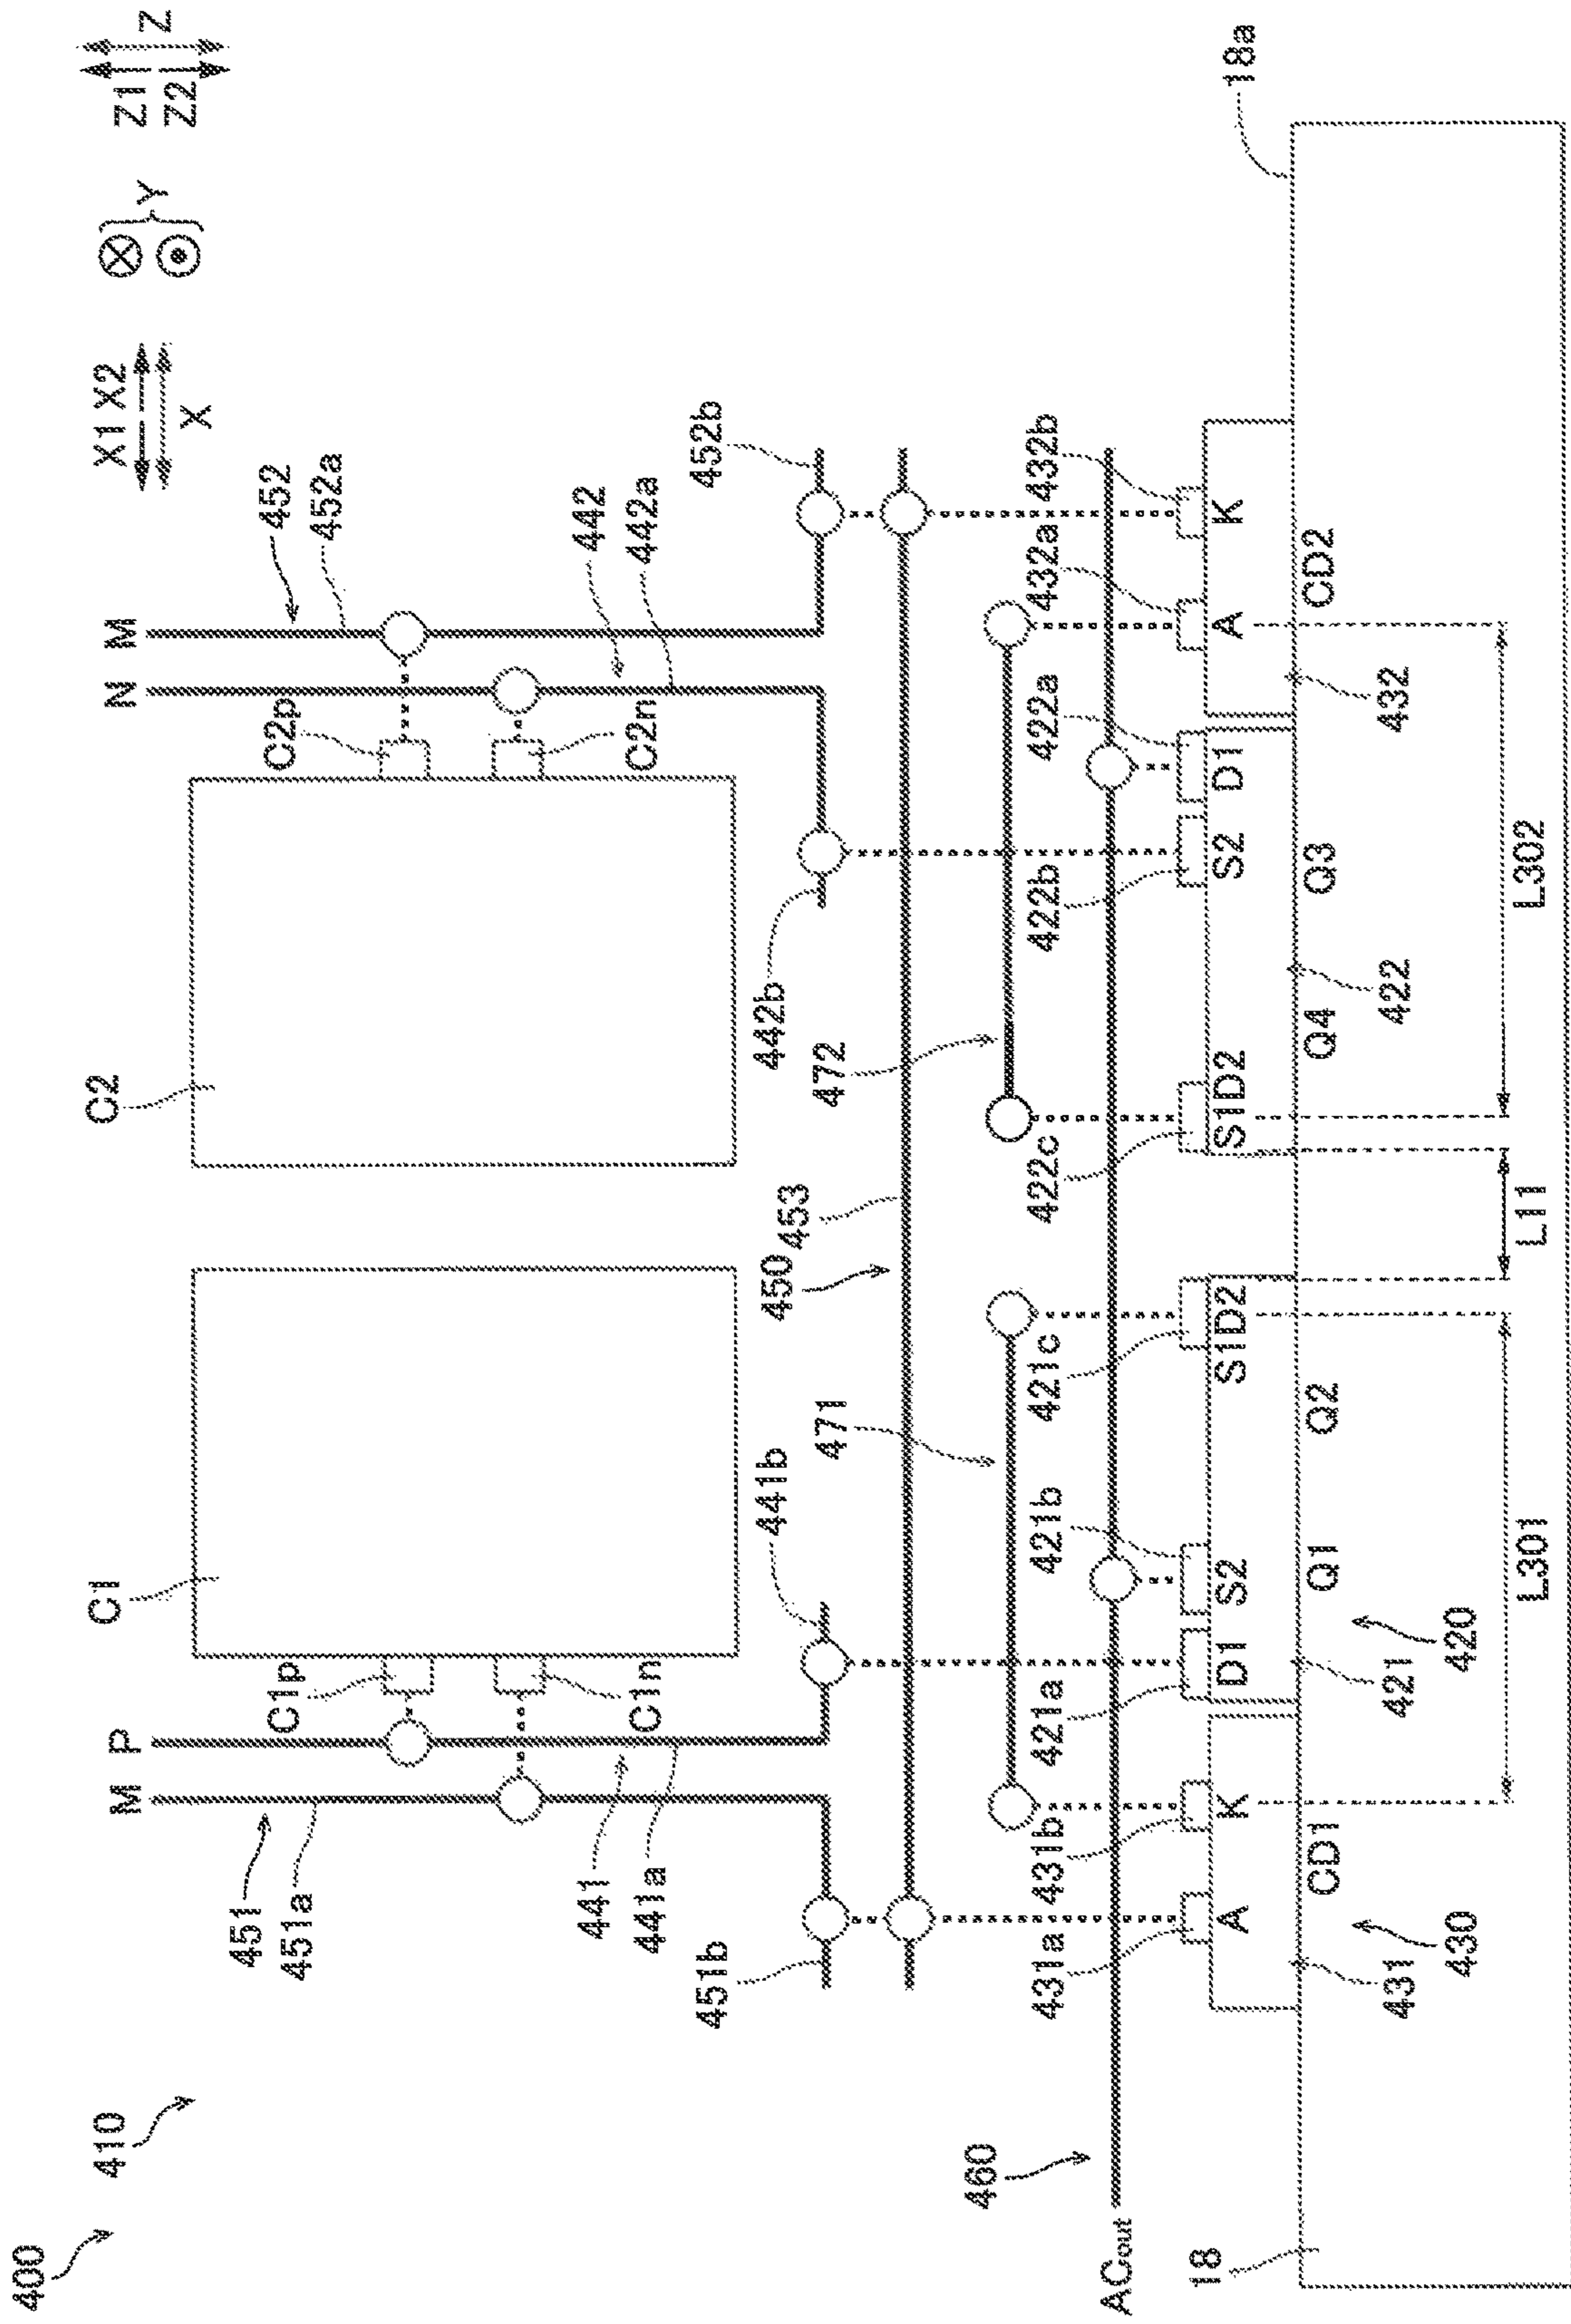 400
410
X1 X2
X
Y
Z1
Z2
Z
451
451a
M
P
C1
C2
N
M
452
452a
C1p
C1n
C2p
C2n
441
441a
442
442a
451b
441b
442b
452b
450
453
471
472
460
ACout
431a
431b
421a
421b
421c
422c
422b
422a
432a
432b
A
K
D1
S2
S1D2
S1D2
S2
D1
A
K
18
18a
CD1
Q1
Q2
Q4
Q3
CD2
431
430
421
420
422
432
L301
L11
L302